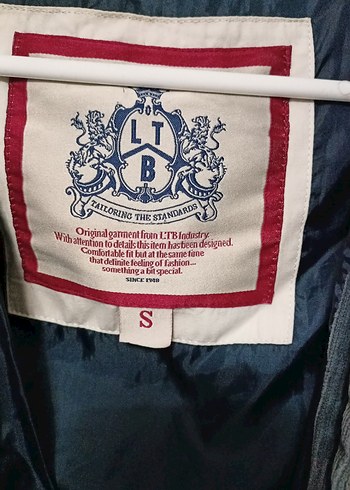 L T
B
TAILORING THE STANDARDS
Original garment from LTB Industry.
With attention to details this item has been designed.
Comfortable fit but at the same time
that definite feeling of fashion....
something a bit special.
SINCE 1948
S